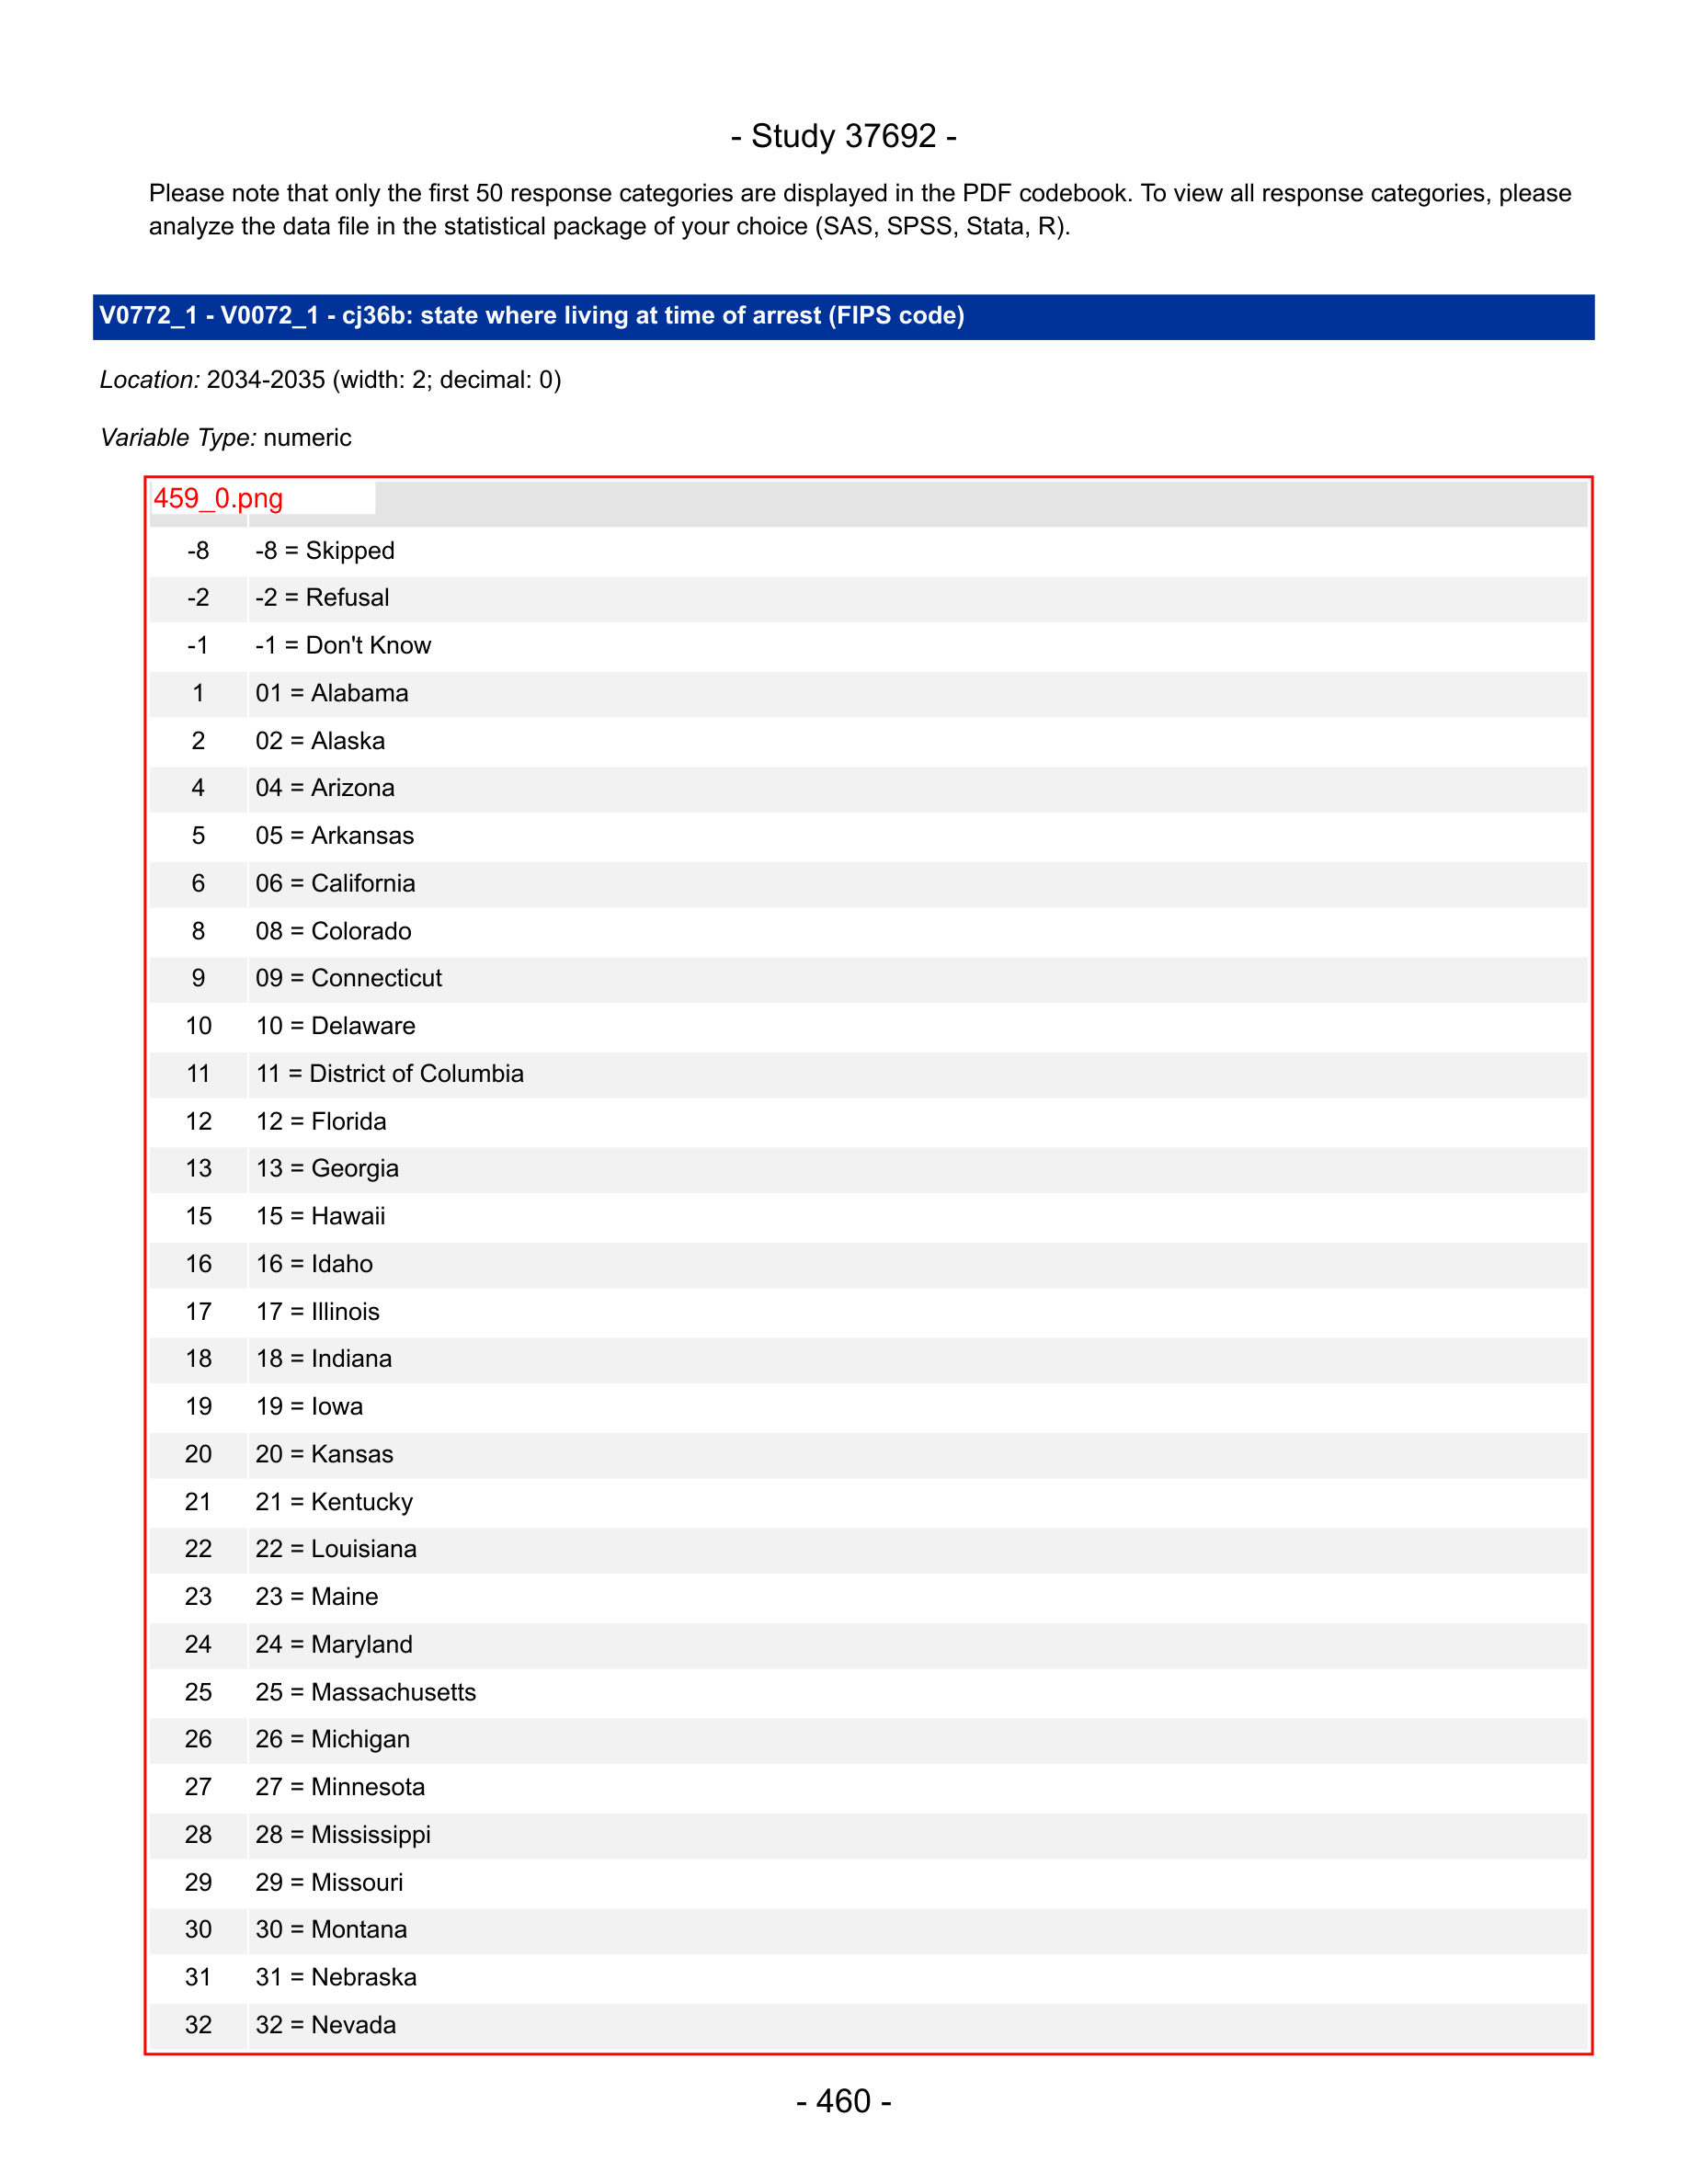 - Study 37692 -
Please note that only the first 50 response categories are displayed in the PDF codebook. To view all response categories, please
analyze the data file in the statistical package of your choice (SAS, SPSS, Stata, R).
V0772_1 - V0072_1 - cj36b: state where living at time of arrest (FIPS code)
Location: 2034-2035 (width: 2; decimal: 0)
Variable Type: numeric
459_0.png
-8 -8 = Skipped
-2 -2 = Refusal
-1 -1 = Don't Know
1 01 = Alabama
2 02 = Alaska
4 04 = Arizona
5 05 = Arkansas
6 06 = California
8 08 = Colorado
9 09 = Connecticut
10 10 = Delaware
11 11 = District of Columbia
12 12 = Florida
13 13 = Georgia
15 15 = Hawaii
16 16 = Idaho
17 17 = Illinois
18 18 = Indiana
19 19 = Iowa
20 20 = Kansas
21 21 = Kentucky
22 22 = Louisiana
23 23 = Maine
24 24 = Maryland
25 25 = Massachusetts
26 26 = Michigan
27 27 = Minnesota
28 28 = Mississippi
29 29 = Missouri
30 30 = Montana
31 31 = Nebraska
32 32 = Nevada
- 460 -